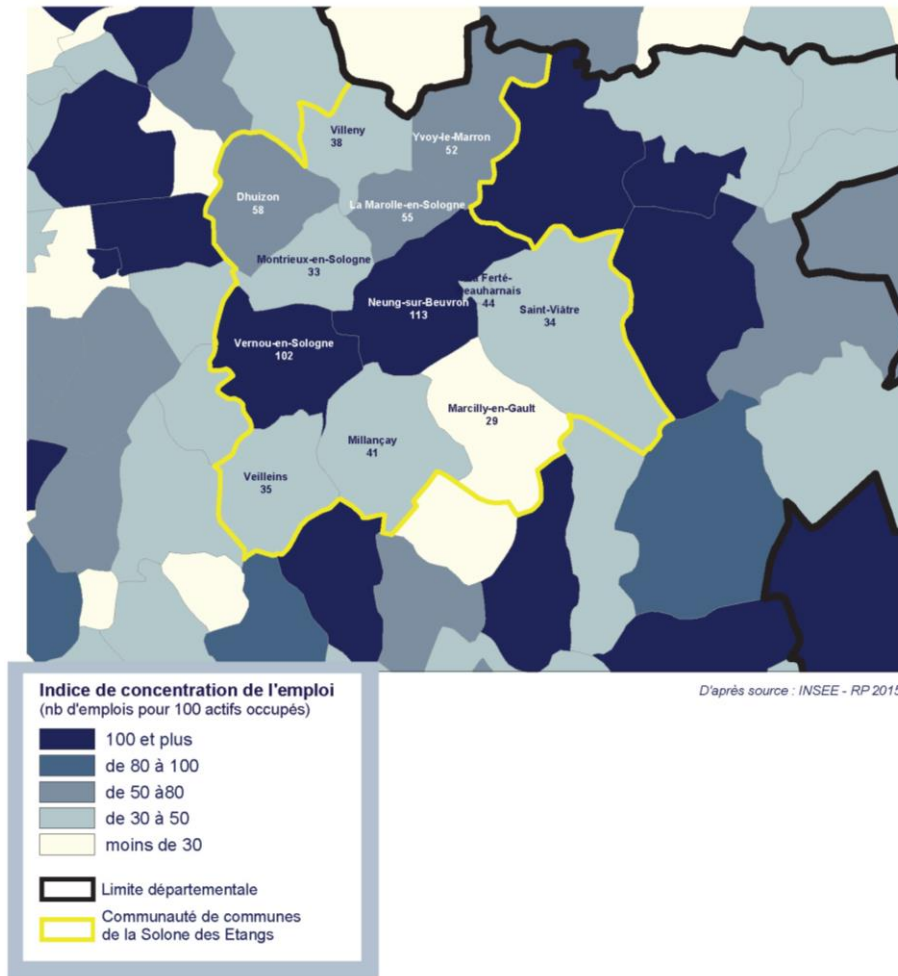 Villeny
38
Yvoy-le-Marron
52
Dhuizon
58
La Marolle-en-Sologne
55
Montrieux-en-Sologne
33
Neung-sur-Beuvron
113
Ferté-
eauharnais
44
Saint-Viâtre
34
Vernou-en-Sologne
102
Marcilly-en-Gault
29
Millançay
41
Veilleins
35
D'après source : INSEE - RP 2015
Indice de concentration de l'emploi
(nb d'emplois pour 100 actifs occupés)
100 et plus
de 80 à 100
de 50 à80
de 30 à 50
moins de 30
Limite départementale
Communauté de communes
de la Solone des Etangs